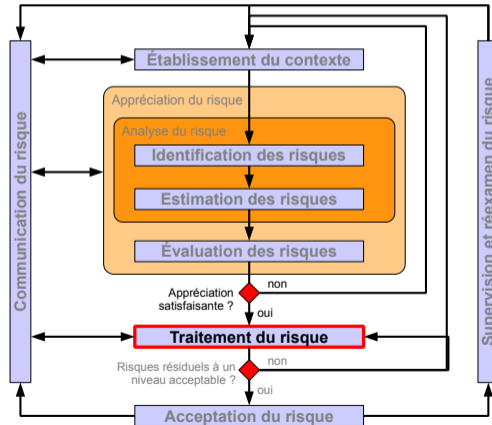 Établissement du contexte
Appréciation du risque
Analyse du risque
Identification des risques
Estimation des risques
Évaluation des risques
Appréciation
satisfaisante ?
non
oui
Traitement du risque
Risques résiduels à un
niveau acceptable ?
non
oui
Acceptation du risque
Communication du risque
Supervision et réexamen du risque